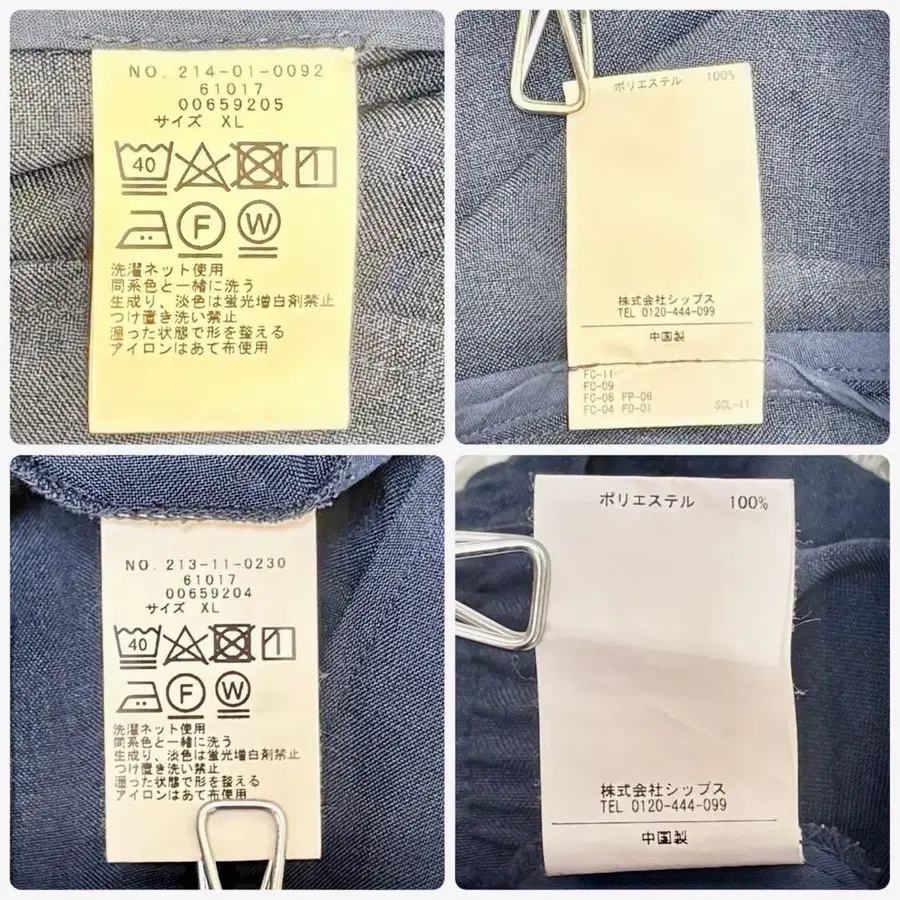 NO. 214-01-0092
61017
00659205
サイズ XL
40
F
W
洗濯ネット使用
同系色と一緒に洗う
生成り、淡色は蛍光増白剤禁止
つけ置き洗い禁止
湿った状態で形を整える
アイロンはあて布使用
ポリエステル 100%
株式会社シップス
TEL 0120-444-099
中国製
FC-11
FC-09
FC-08 FP-06
FC-04 FO-01 SCL-11
NO. 213-11-0230
61017
00659204
サイズ XL
40
F
W
洗濯ネット使用
同系色と一緒に洗う
生成り、淡色は蛍光増白剤禁止
つけ置き洗い禁止
湿った状態で形を整える
アイロンはあて布使用
ポリエステル 100%
株式会社シップス
TEL 0120-444-099
中国製